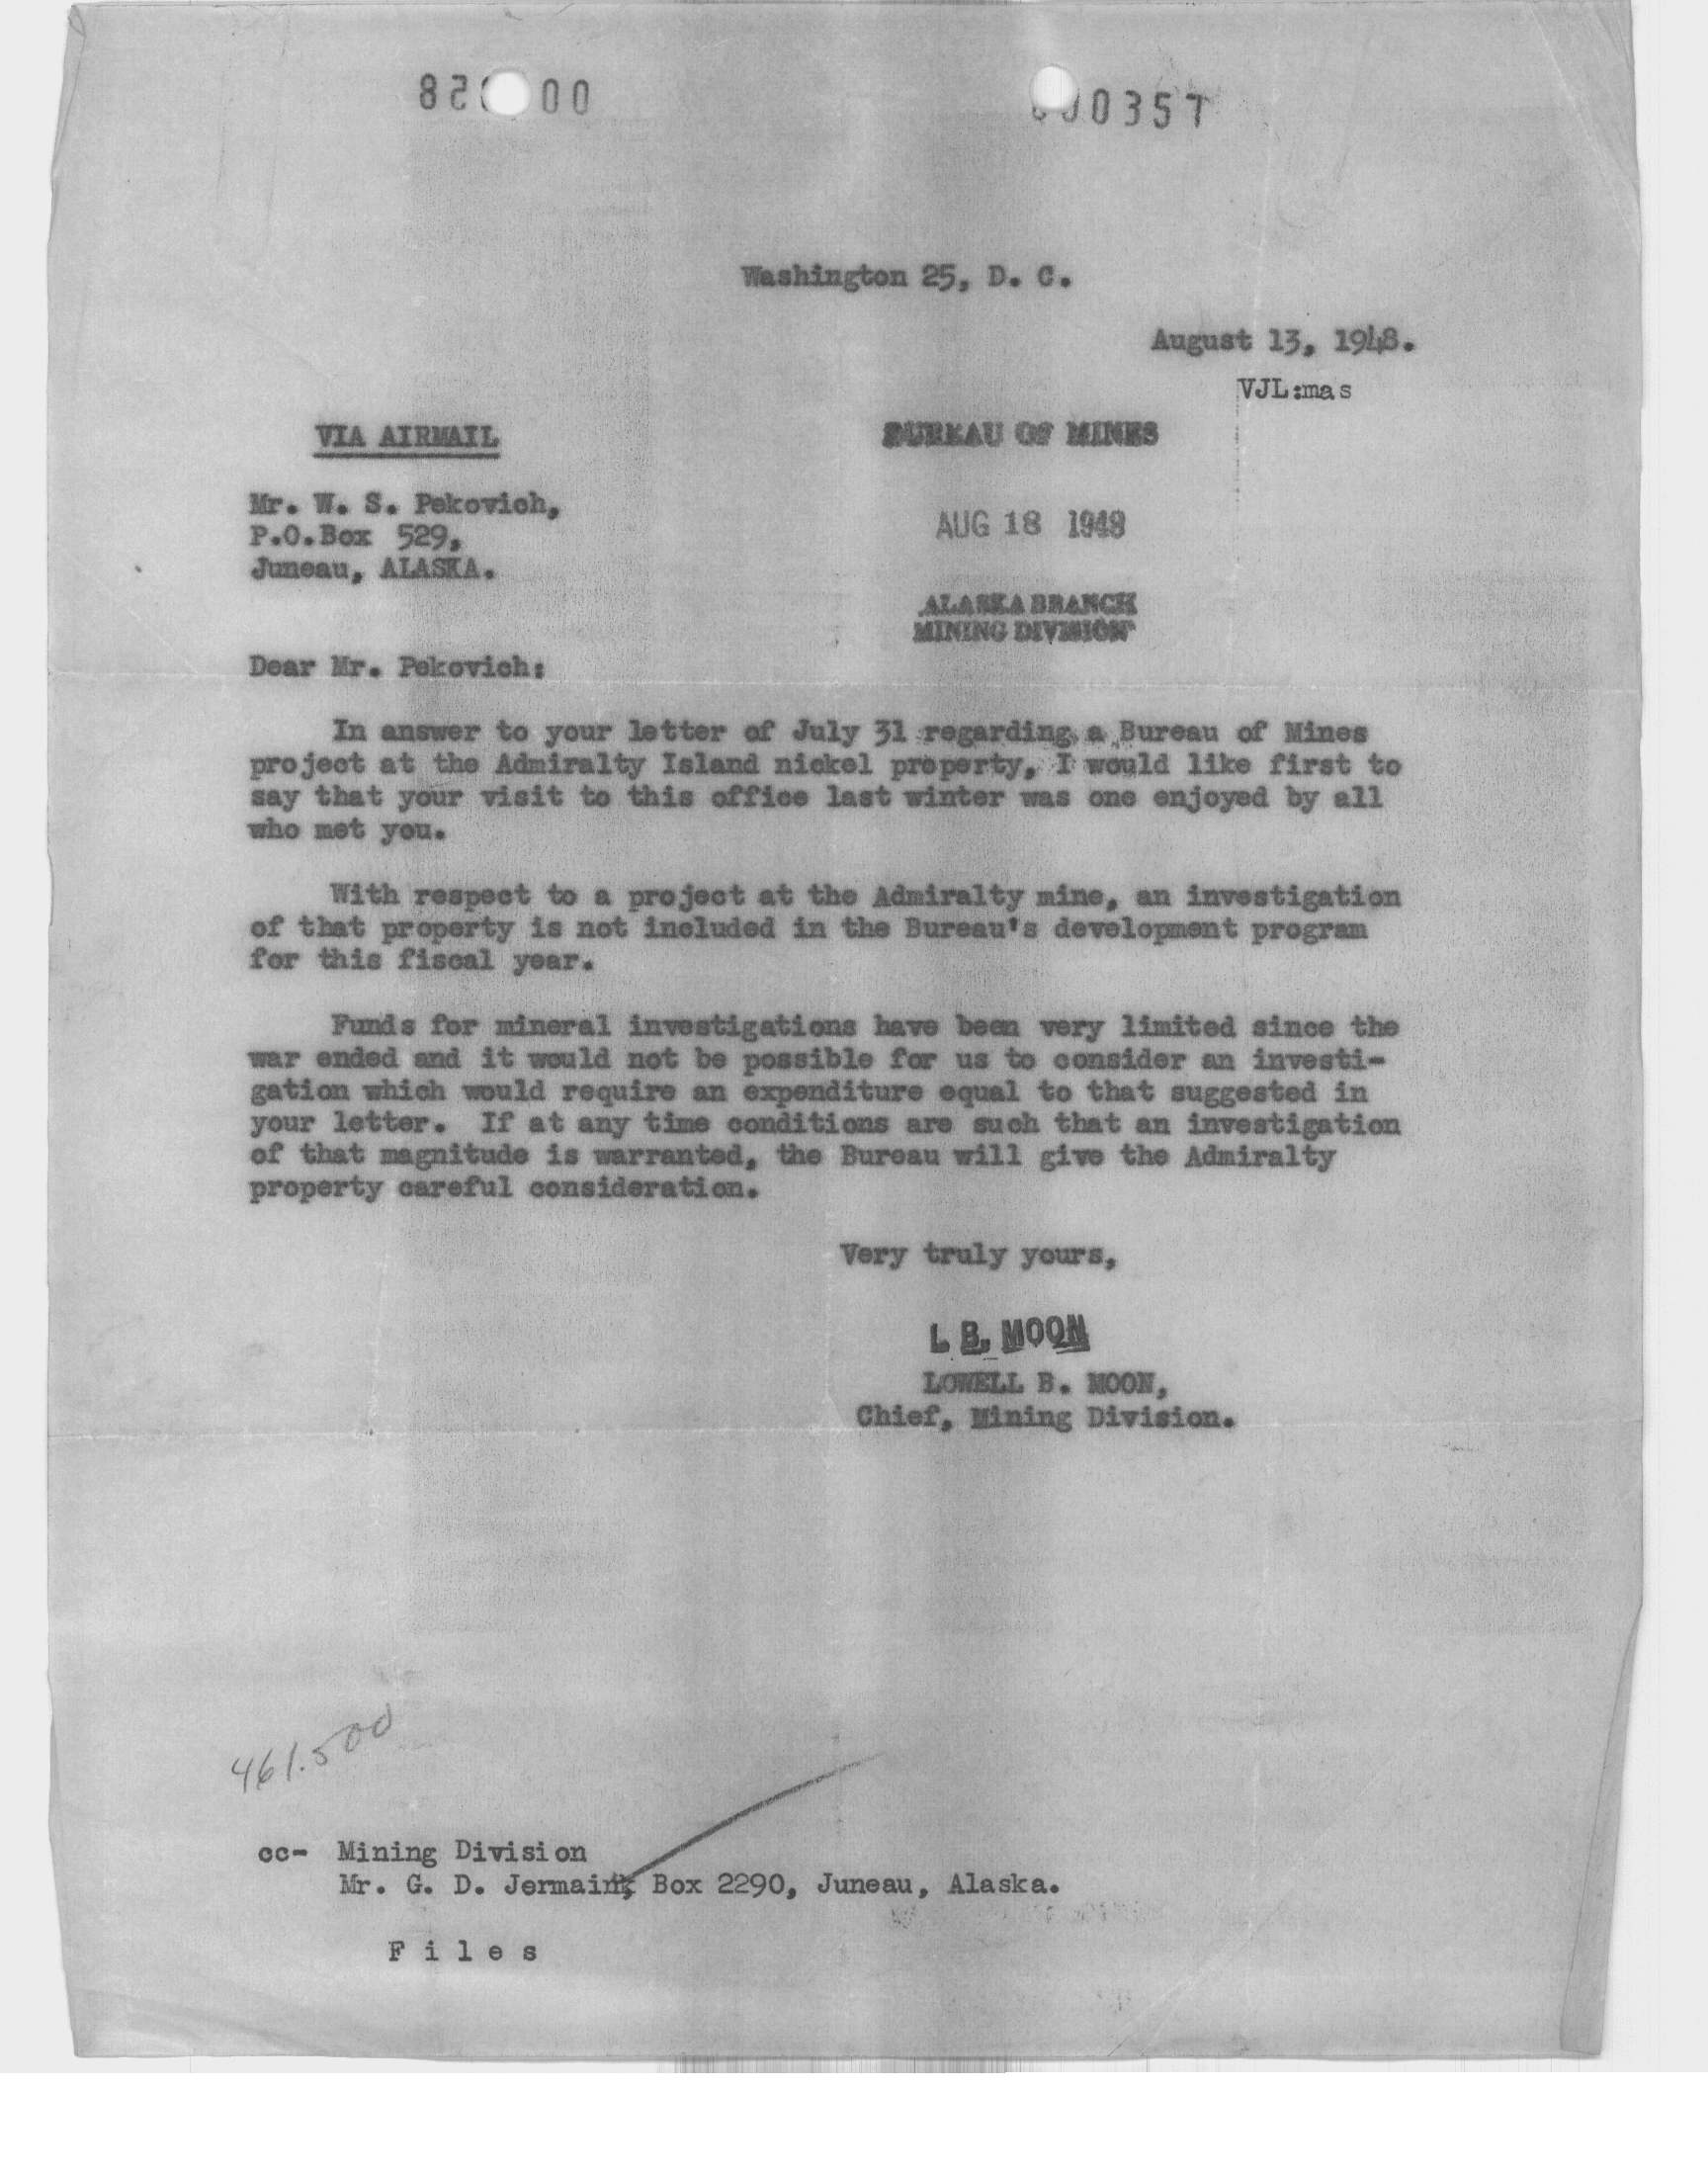 000357
Washington 25, D. C.
August 13, 1948.
VJL:mas
VIA AIRMAIL
BUREAU OF MINES
Mr. W. S. Pekovich,
P.O.Box 529,
Juneau, ALASKA.
AUG 18 1948
ALASKA BRANCH
MINING DIVISION
Dear Mr. Pekovich:
In answer to your letter of July 31 regarding a Bureau of Mines
project at the Admiralty Island nickel property, I would like first to
say that your visit to this office last winter was one enjoyed by all
who met you.
With respect to a project at the Admiralty mine, an investigation
of that property is not included in the Bureau's development program
for this fiscal year.
Funds for mineral investigations have been very limited since the
war ended and it would not be possible for us to consider an investi-
gation which would require an expenditure equal to that suggested in
your letter. If at any time conditions are such that an investigation
of that magnitude is warranted, the Bureau will give the Admiralty
property careful consideration.
Very truly yours,
L. B. MOON
LOWELL B. MOON,
Chief, Mining Division.
461.500
cc- Mining Division
Mr. G. D. Jermain, Box 2290, Juneau, Alaska.
F i l e s